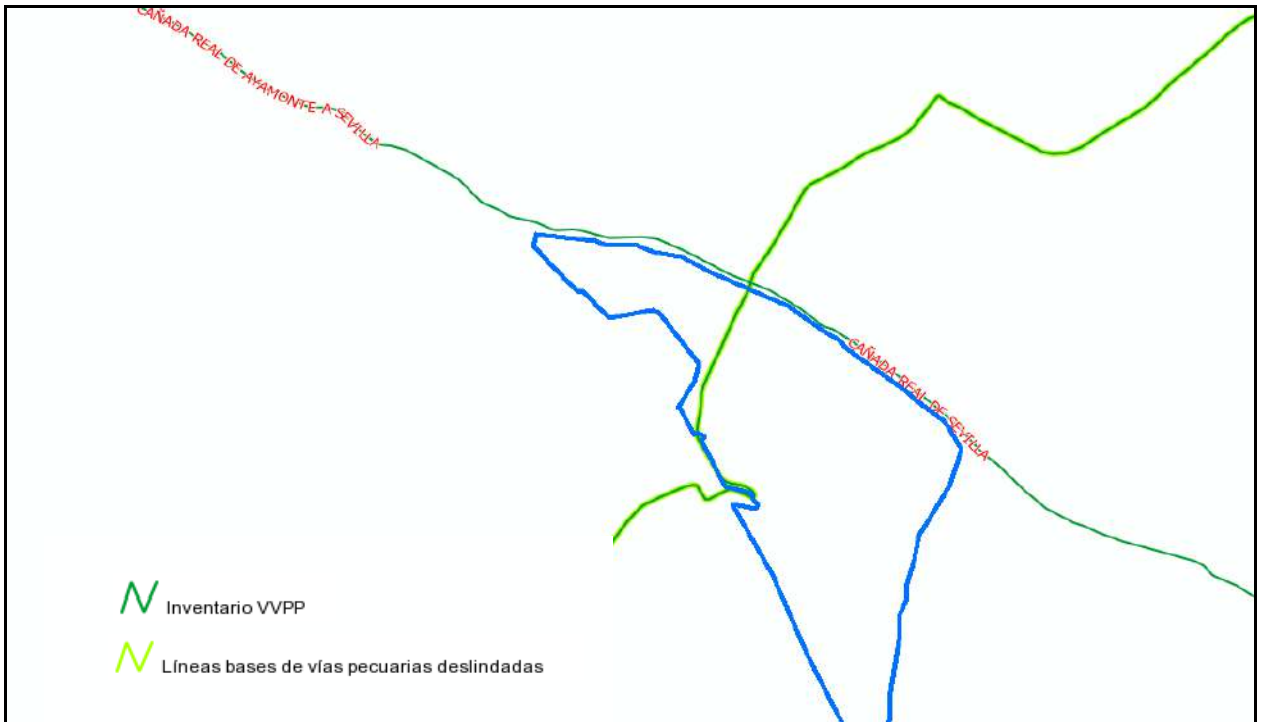 CAÑADA REAL DE AYAMONTE A SEVILLA
CAÑADA REAL DE SEVILLA
Inventario VVPP
Líneas bases de vías pecuarias deslindadas